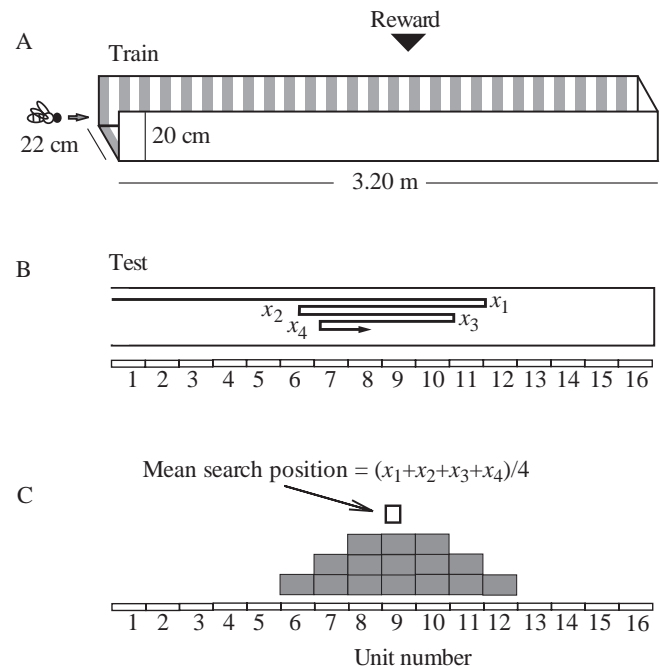 Reward
A
Train
22 cm
20 cm
3.20 m
B
Test
x1
x2
x3
x4
1 2 3 4 5 6 7 8 9 10 11 12 13 14 15 16
Mean search position = (x1+x2+x3+x4)/4
C
1 2 3 4 5 6 7 8 9 10 11 12 13 14 15 16
Unit number